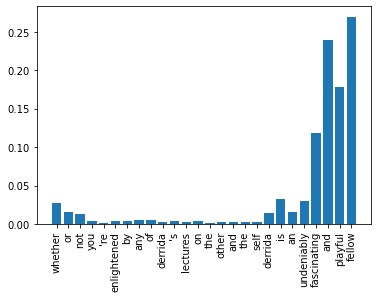 0.25
0.20
0.15
0.10
0.05
0.00
whether
or
not
you
're
enlightened
by
any
of
derrida
's
lectures
on
the
other
and
the
self
derrida
is
an
undeniably
fascinating
and
playful
fellow